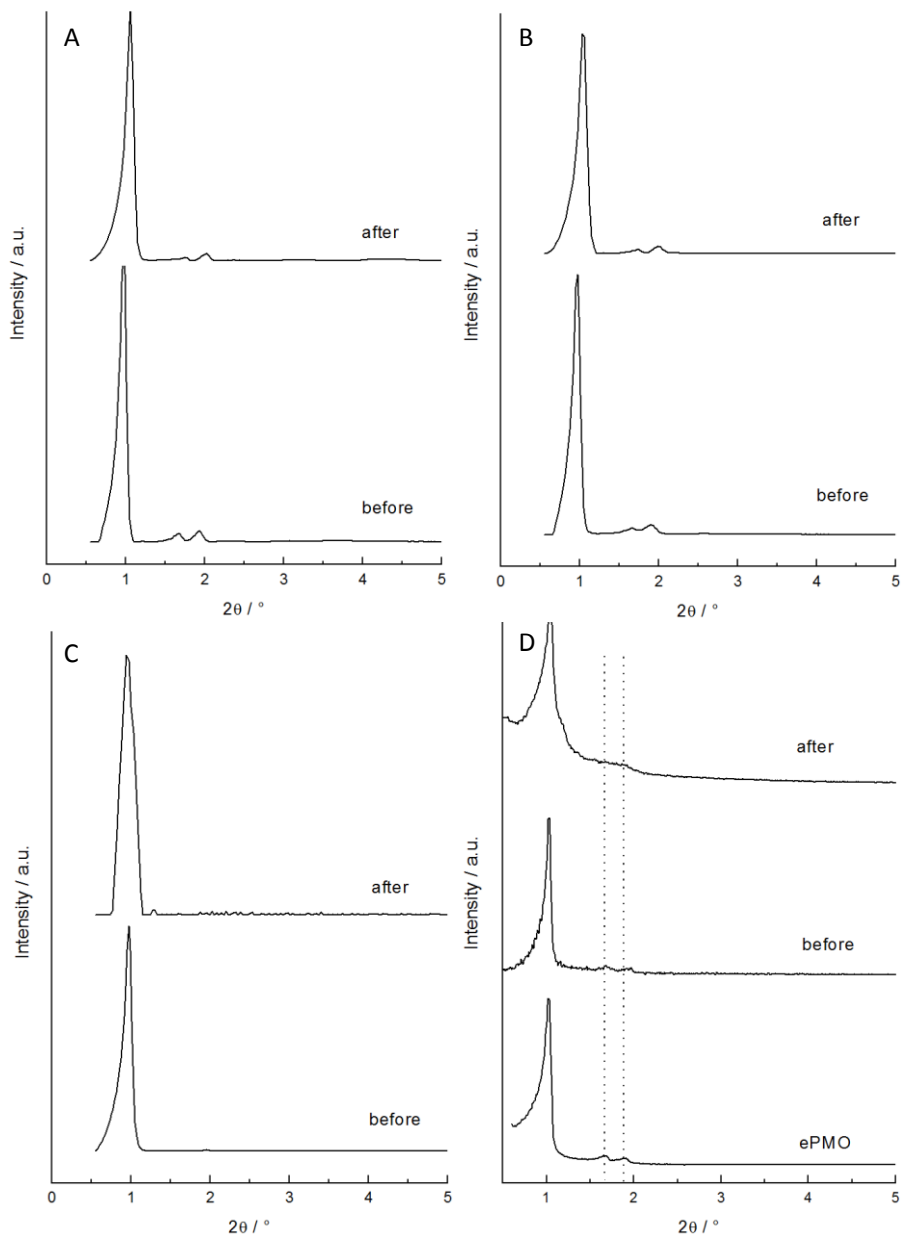 A
after
before
Intensity / a.u.
0 1 2 3 4 5
2θ / °
B
after
before
Intensity / a.u.
0 1 2 3 4 5
2θ / °
C
after
before
Intensity / a.u.
0 1 2 3 4 5
2θ / °
D
after
before
ePMO
Intensity / a.u.
1 2 3 4 5
2θ / °